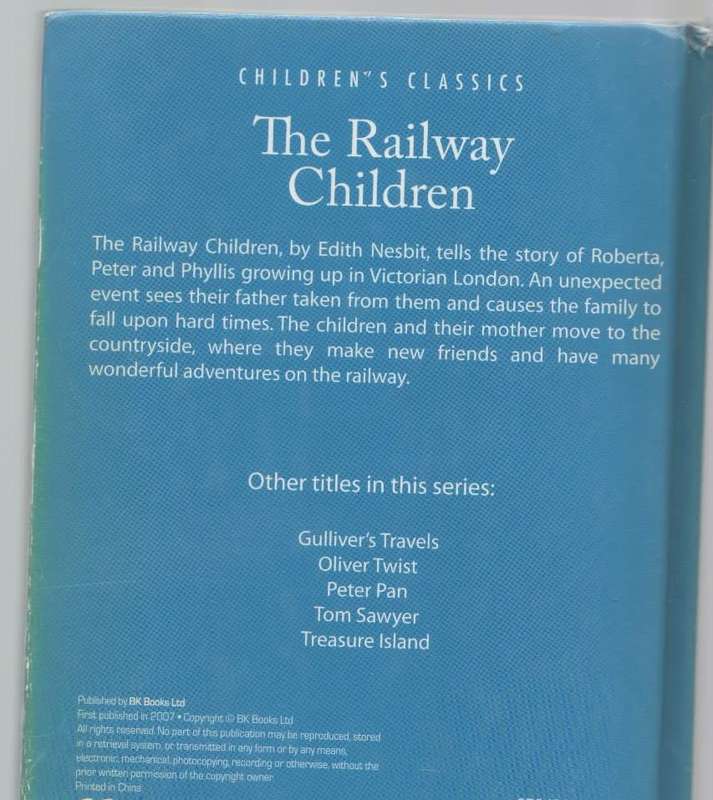 CHILDREN'S CLASSICS
The Railway
Children
The Railway Children, by Edith Nesbit, tells the story of Roberta,
Peter and Phyllis growing up in Victorian London. An unexpected
event sees their father taken from them and causes the family to
fall upon hard times. The children and their mother move to the
countryside, where they make new friends and have many
wonderful adventures on the railway.
Other titles in this series:
Gulliver's Travels
Oliver Twist
Peter Pan
Tom Sawyer
Treasure Island
Published by BK Books Ltd
First published in 2007 • Copyright © BK Books Ltd
All rights reserved. No part of this publication may be reproduced, stored
in a retrieval system, or transmitted in any form or by any means,
electronic, mechanical, photocopying, recording or otherwise, without the
prior written permission of the copyright owner.
Printed in China